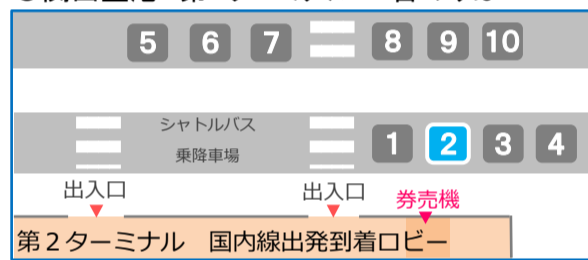 5 6 7 8 9 10
シャトルバス
乗降車場
1 2 3 4
出入口 出入口 券売機
第2ターミナル 国内線出発到着ロビー